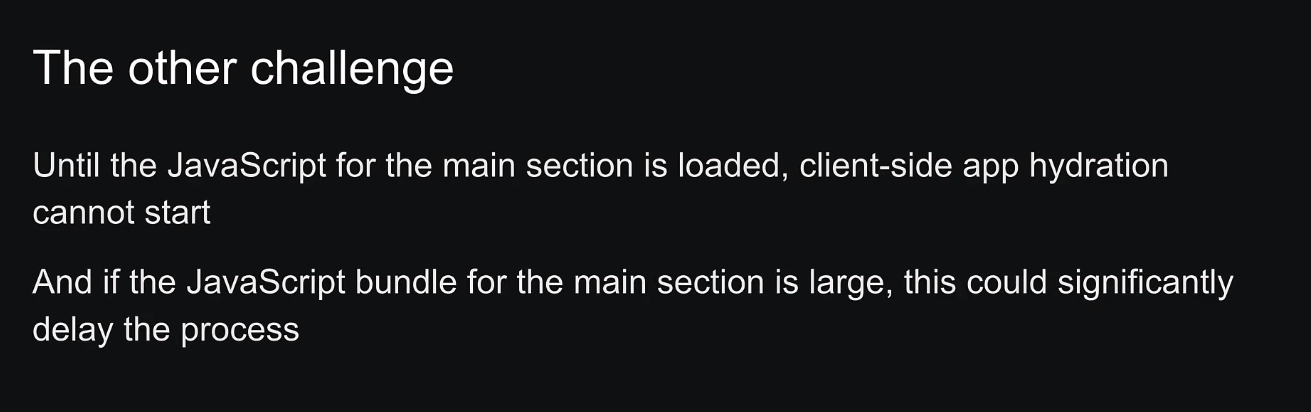 The other challenge
Until the JavaScript for the main section is loaded, client-side app hydration
cannot start
And if the JavaScript bundle for the main section is large, this could significantly
delay the process